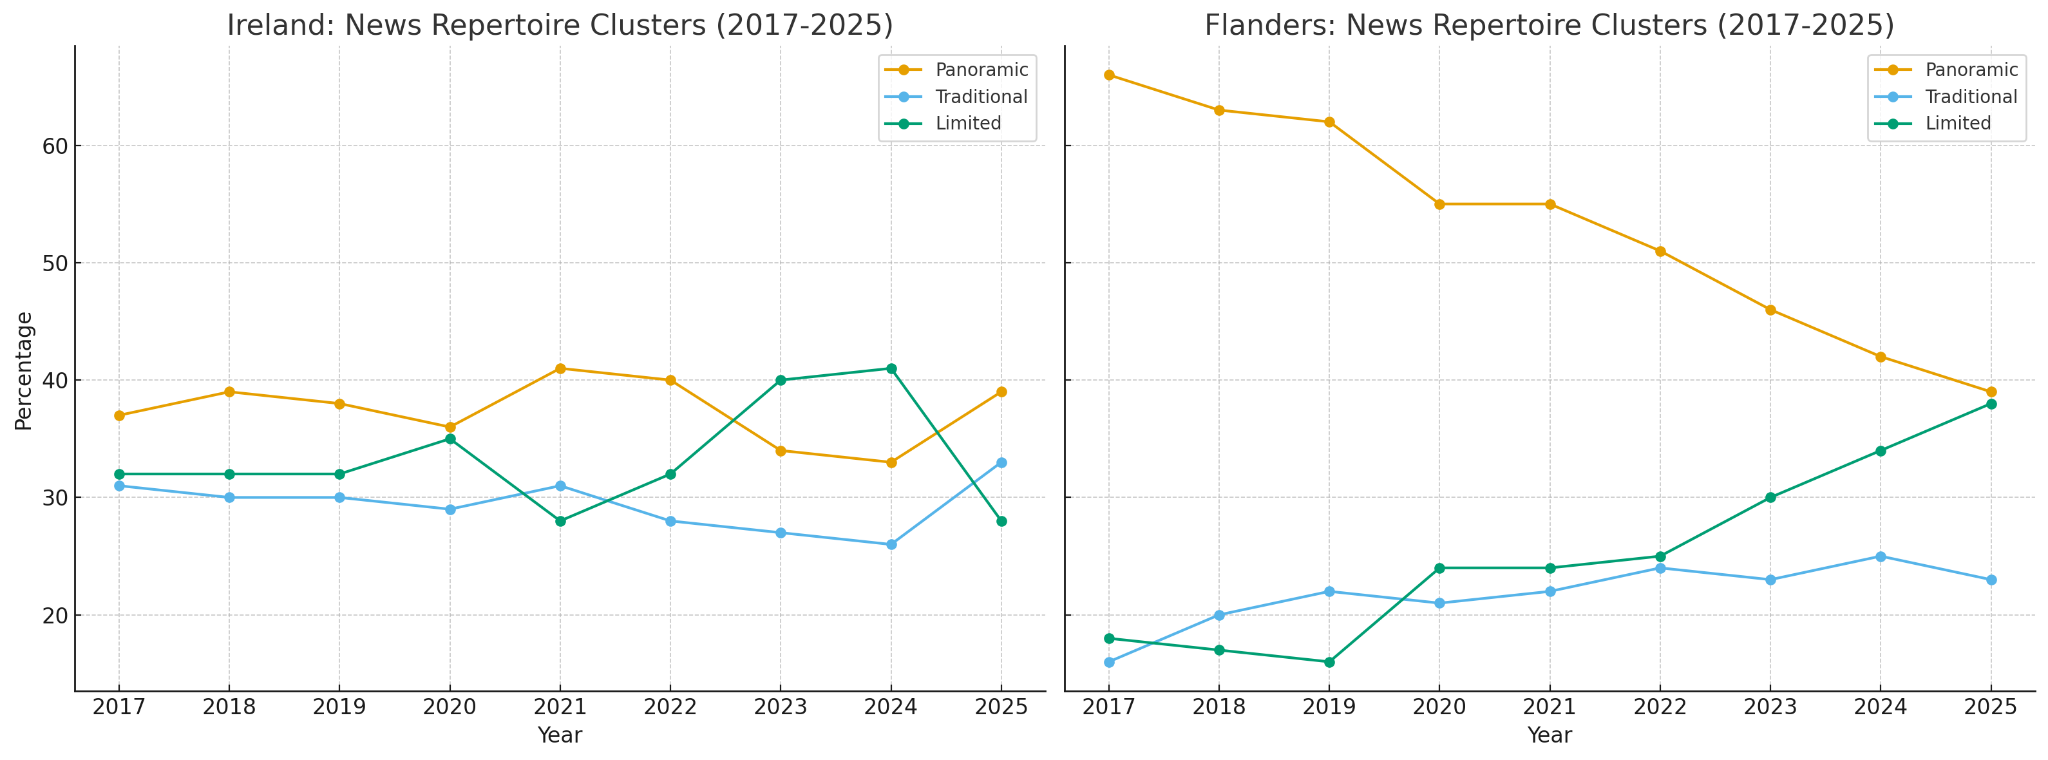 Ireland: News Repertoire Clusters (2017-2025)
Panoramic
Traditional
Limited
Percentage
60
50
40
30
20
2017 2018 2019 2020 2021 2022 2023 2024 2025
Year
Flanders: News Repertoire Clusters (2017-2025)
Panoramic
Traditional
Limited
2017 2018 2019 2020 2021 2022 2023 2024 2025
Year